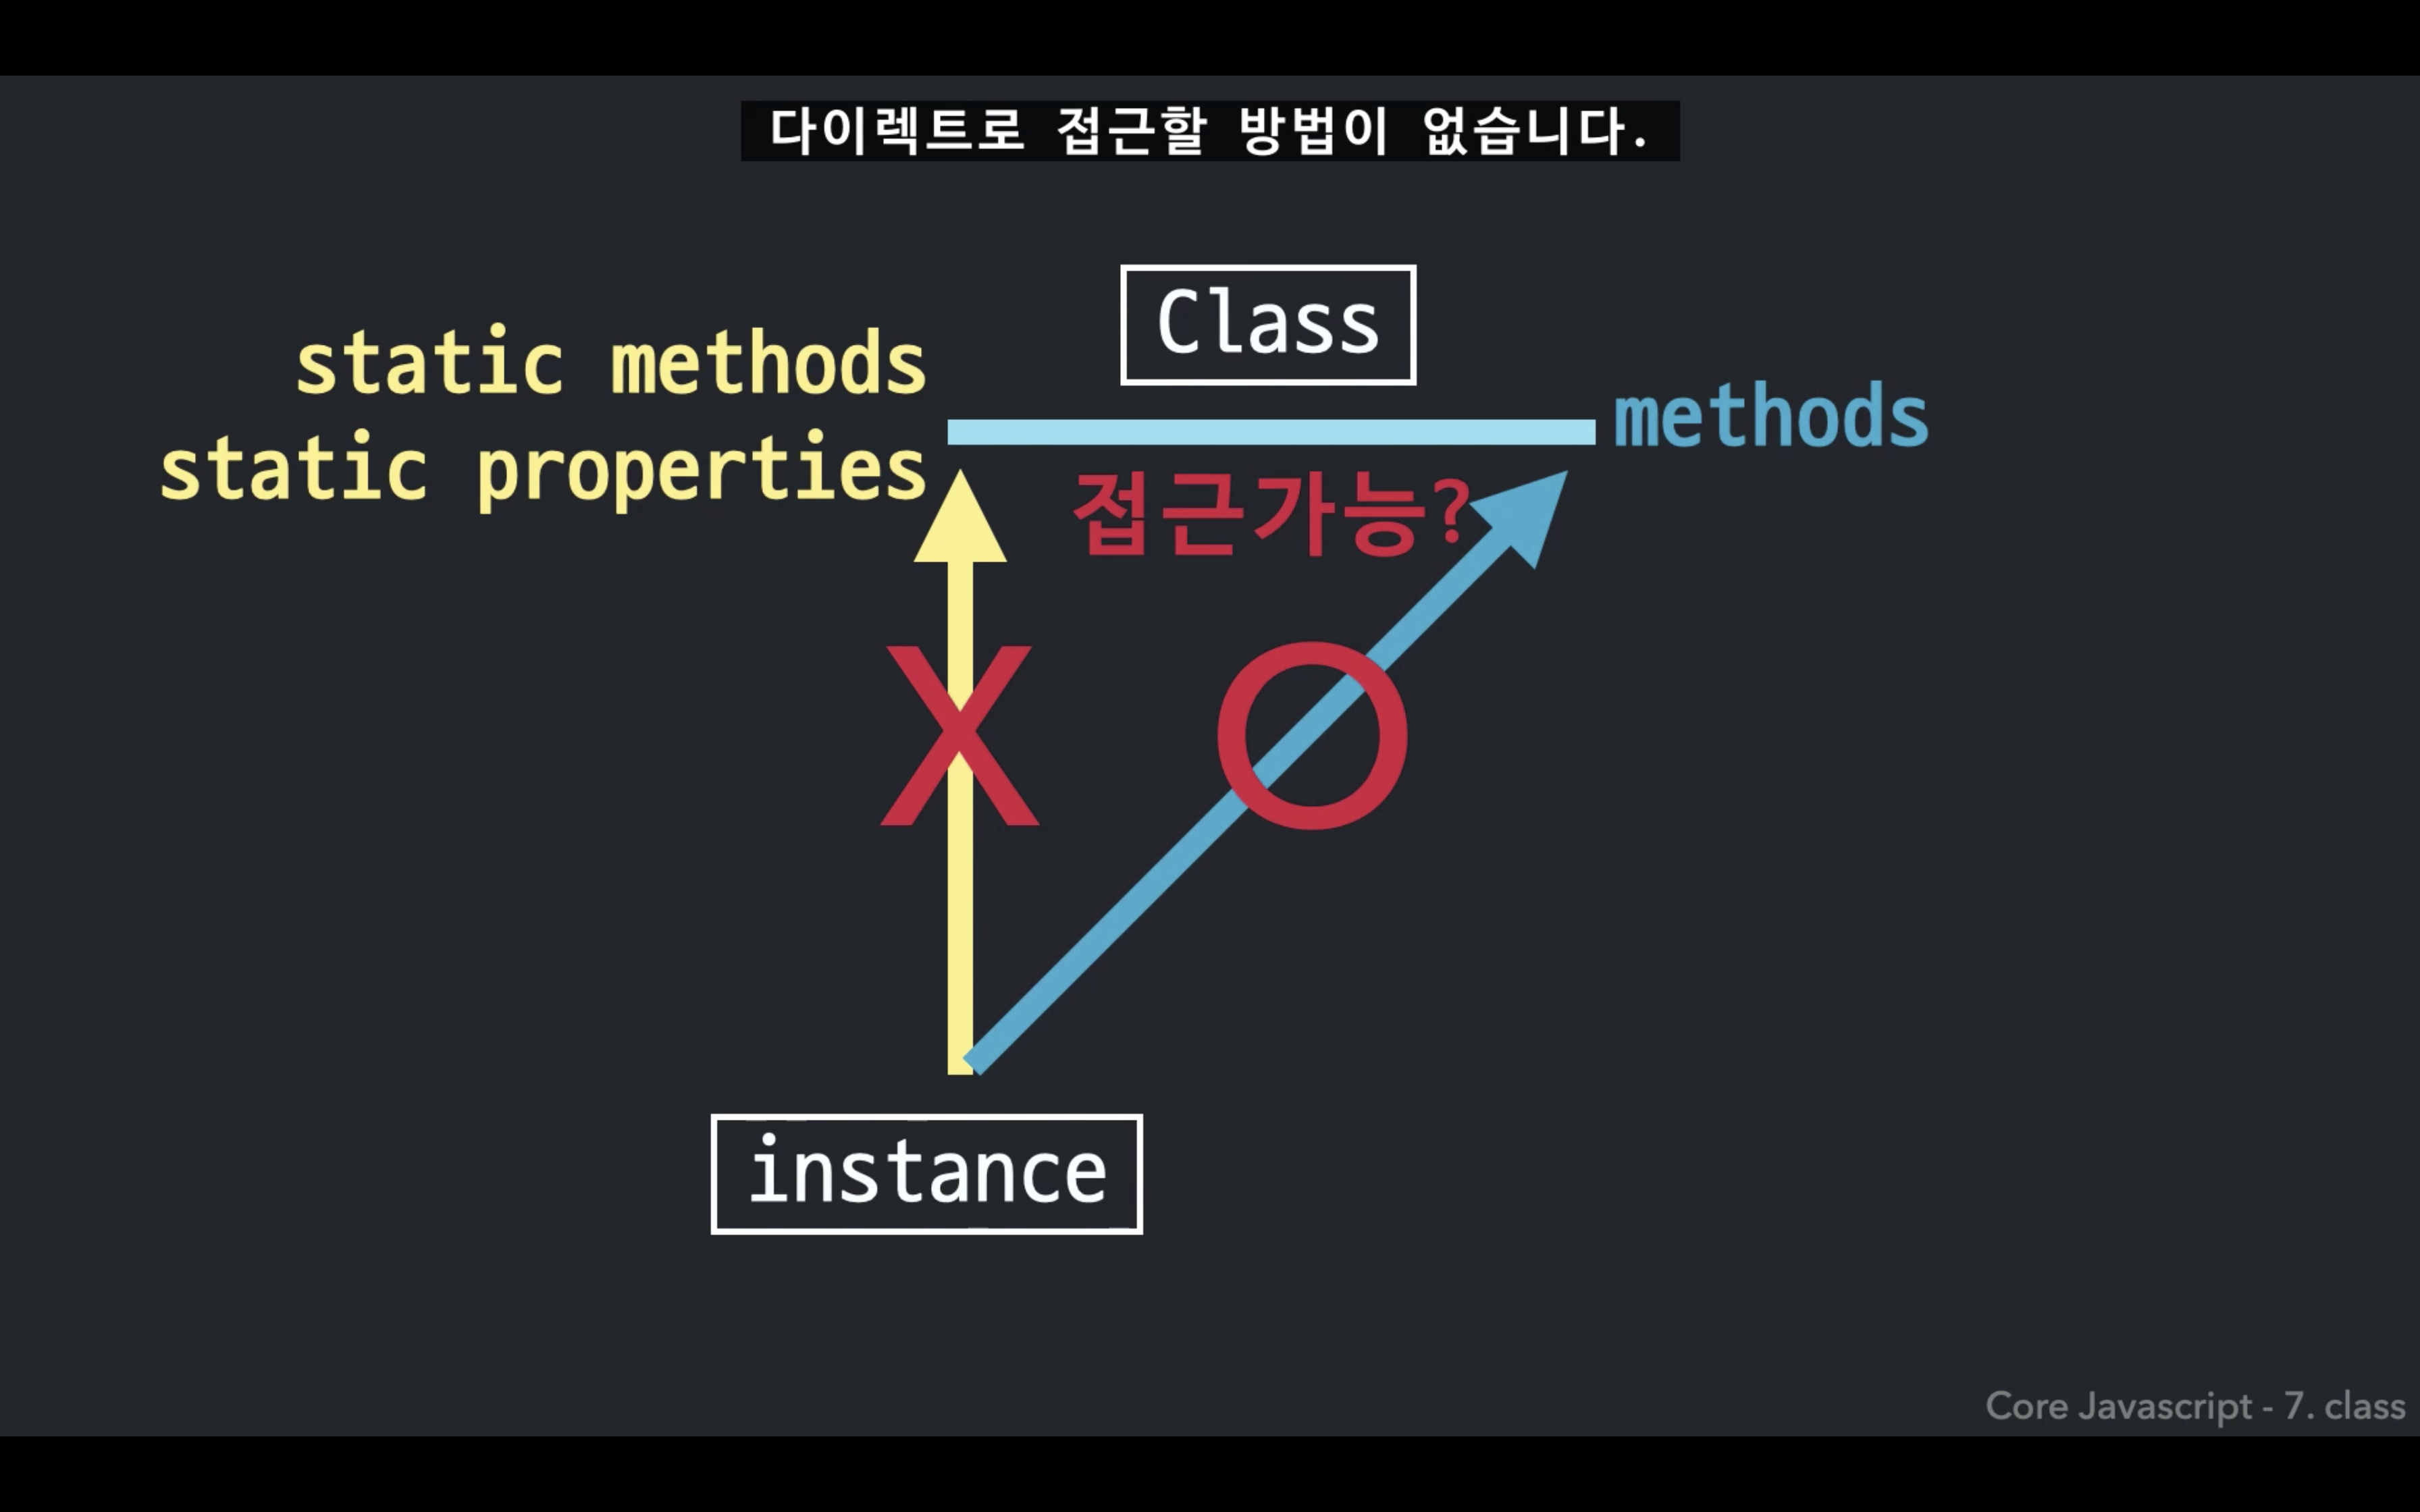 다이렉트로 접근할 방법이 없습니다.
Class
static methods
static properties
methods
접근가능?
X
O
instance
Core Javascript - 7. class